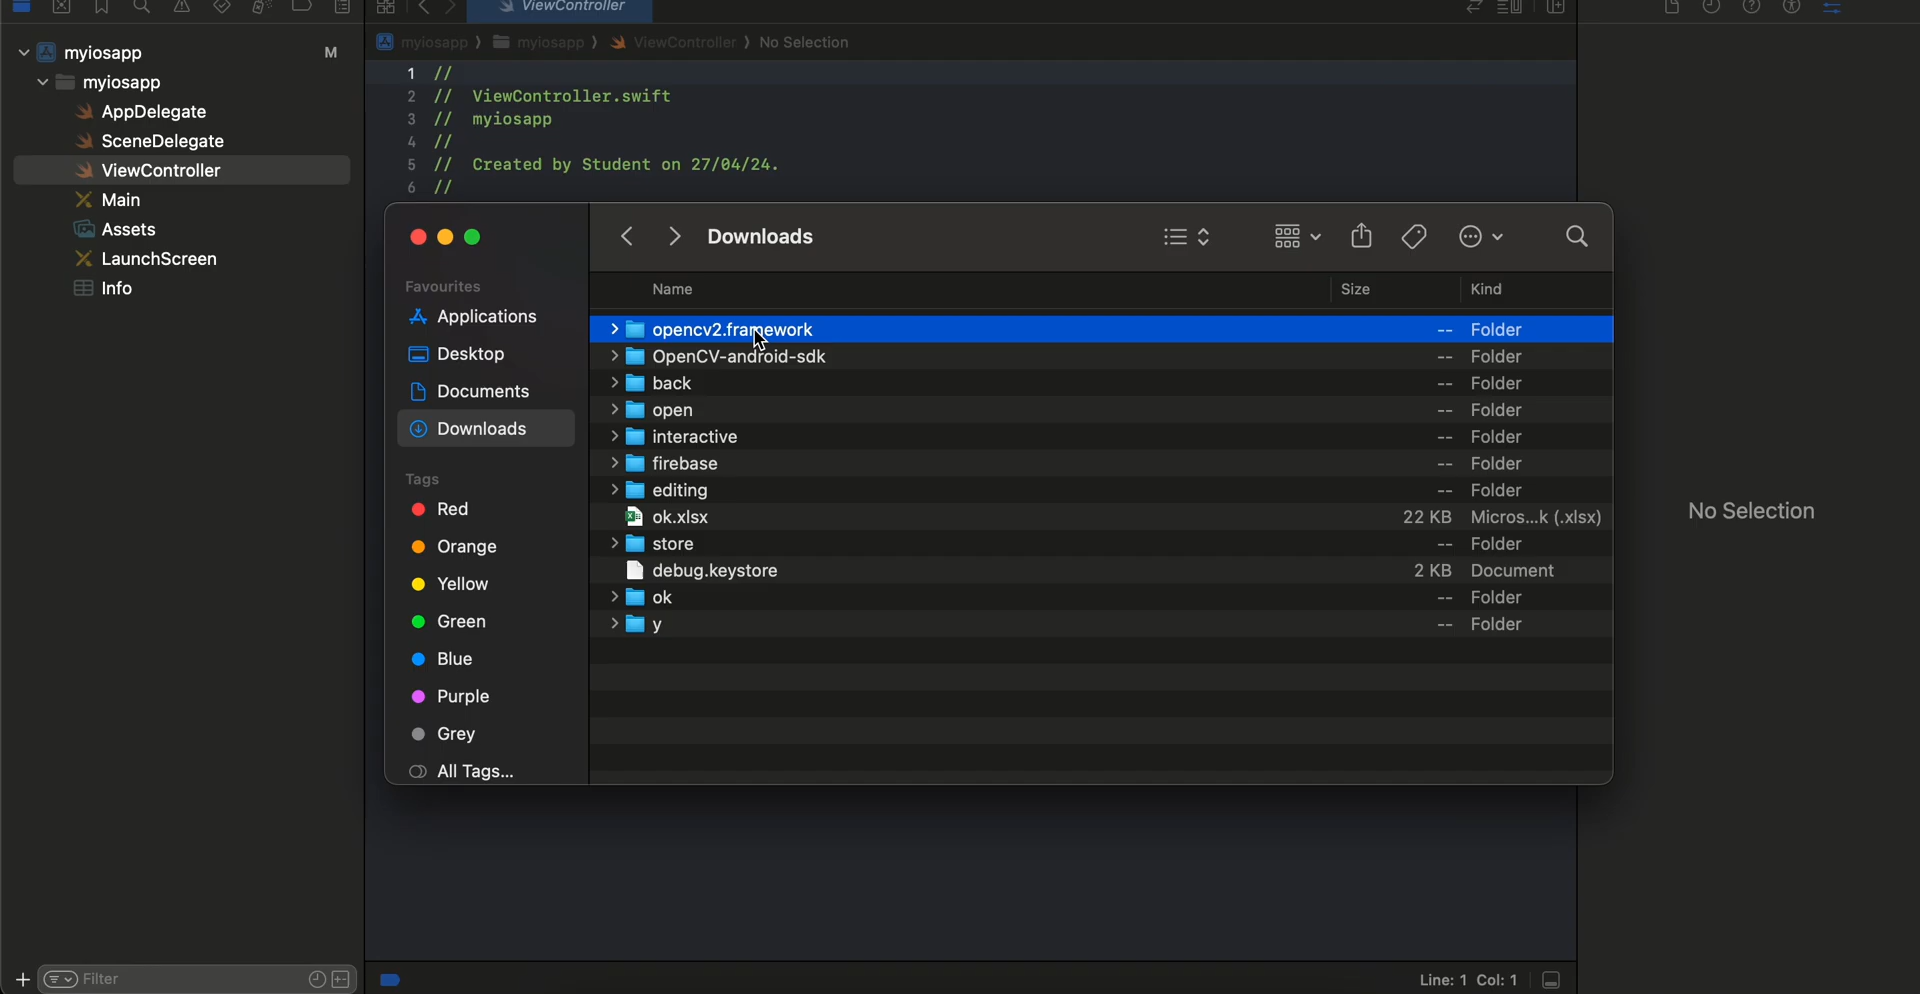 ViewController
myiosapp M
myiosapp
AppDelegate
SceneDelegate
ViewController
Main
Assets
LaunchScreen
Info
Filter
myiosapp ⟩ myiosapp ⟩ ViewController ⟩ No Selection
1 //
2 // ViewController.swift
3 // myiosapp
4 //
5 // Created by Student on 27/04/24.
6 //
Downloads
Favourites
Applications
Desktop
Documents
Downloads
Tags
Red
Orange
Yellow
Green
Blue
Purple
Grey
All Tags...
Name Size Kind
opencv2.framework -- Folder
OpenCV-android-sdk -- Folder
back -- Folder
open -- Folder
interactive -- Folder
firebase -- Folder
editing -- Folder
ok.xlsx 22 KB Micros...k (.xlsx)
store -- Folder
debug.keystore 2 KB Document
ok -- Folder
y -- Folder
No Selection
Line: 1 Col: 1